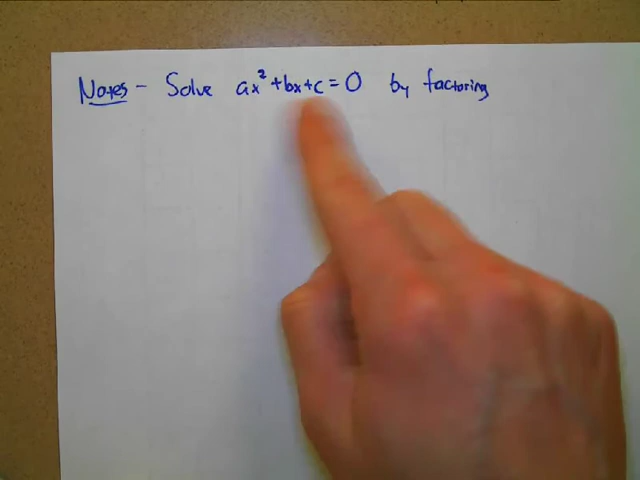 Notes - Solve ax² + bx + c = 0 by factoring